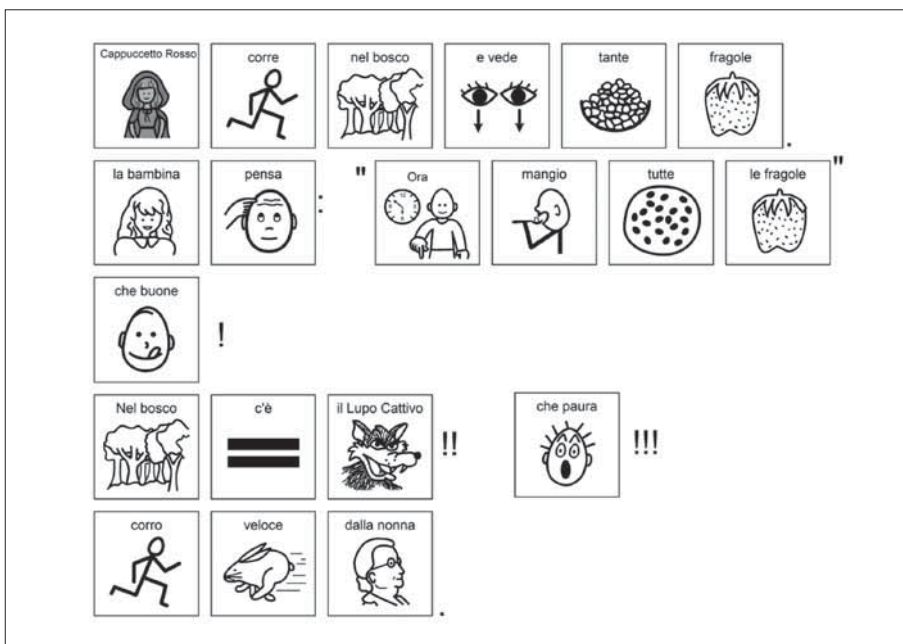 Cappuccetto Rosso corre nel bosco e vede tante fragole.
la bambina pensa: "Ora mangio tutte le fragole"
che buone!
Nel bosco c'è il Lupo Cattivo!! che paura!!!
corro veloce dalla nonna.